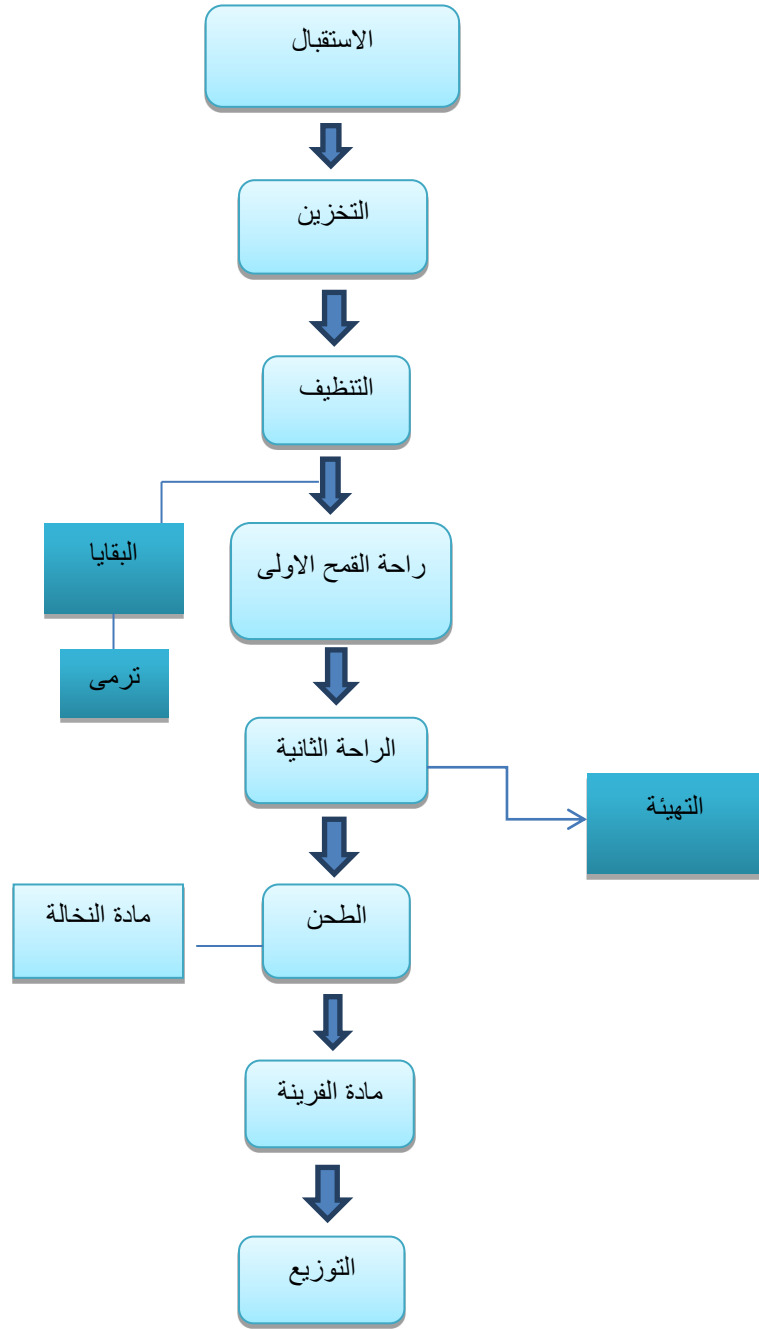 الاستقبال
التخزين
التنظيف
البقايا
راحة القمح الاولى
ترمى
الراحة الثانية
التهيئة
الطحن
مادة النخالة
مادة الفرينة
التوزيع